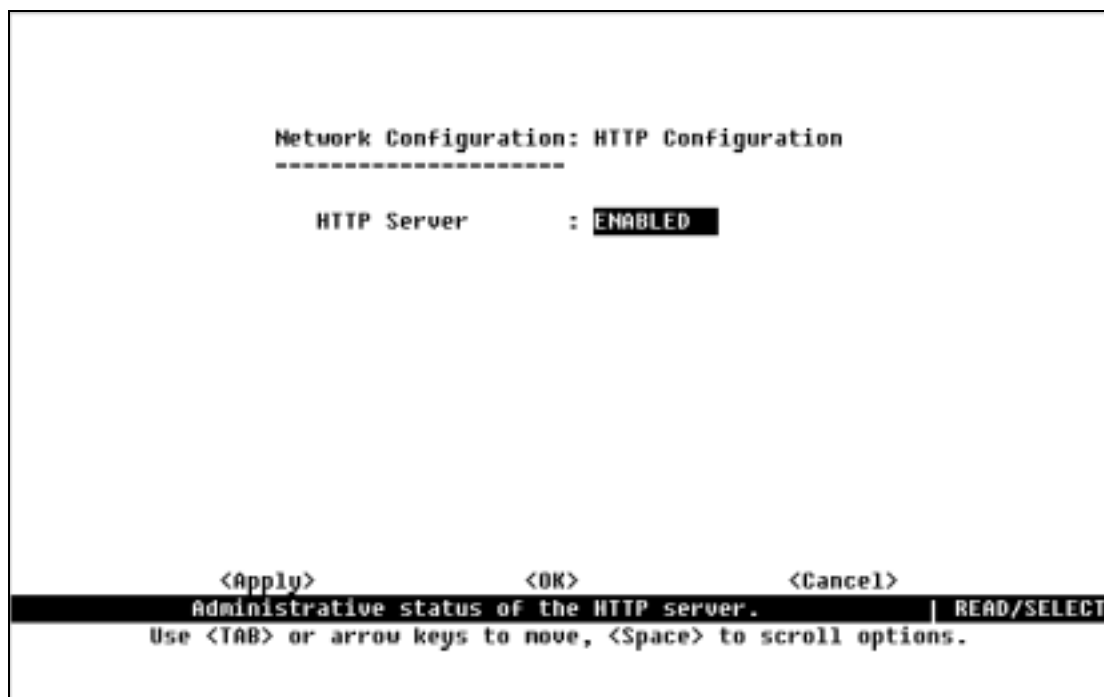 Network Configuration: HTTP Configuration
---------------------
HTTP Server : ENABLED
<Apply> <OK> <Cancel>
Administrative status of the HTTP server. | READ/SELECT
Use <TAB> or arrow keys to move, <Space> to scroll options.